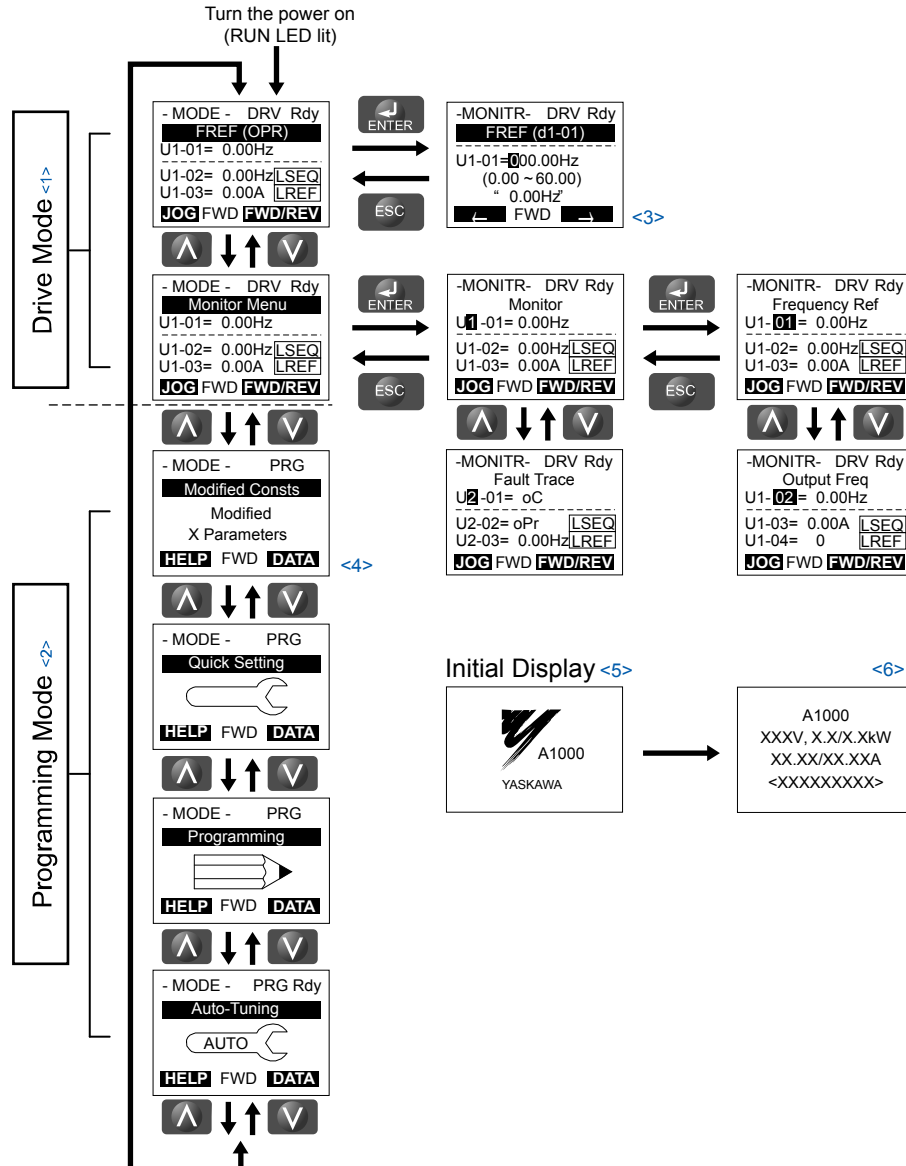 Turn the power on
(RUN LED lit)
Drive Mode <1>
- MODE - DRV Rdy
FREF (OPR)
U1-01= 0.00Hz
U1-02= 0.00Hz LSEQ
U1-03= 0.00A LREF
JOG FWD FWD/REV
ENTER
ESC
-MONITR- DRV Rdy
FREF (d1-01)
U1-01=000.00Hz
(0.00 ~ 60.00)
“ 0.00Hz”
← FWD →
<3>
- MODE - DRV Rdy
Monitor Menu
U1-01= 0.00Hz
U1-02= 0.00Hz LSEQ
U1-03= 0.00A LREF
JOG FWD FWD/REV
ENTER
ESC
-MONITR- DRV Rdy
Monitor
U1 -01= 0.00Hz
U1-02= 0.00Hz LSEQ
U1-03= 0.00A LREF
JOG FWD FWD/REV
ENTER
ESC
-MONITR- DRV Rdy
Frequency Ref
U1- 01 = 0.00Hz
U1-02= 0.00Hz LSEQ
U1-03= 0.00A LREF
JOG FWD FWD/REV
-MONITR- DRV Rdy
Fault Trace
U2 -01= oC
U2-02= oPr LSEQ
U2-03= 0.00Hz LREF
JOG FWD FWD/REV
-MONITR- DRV Rdy
Output Freq
U1- 02 = 0.00Hz
U1-03= 0.00A LSEQ
U1-04= 0 LREF
JOG FWD FWD/REV
Programming Mode <2>
- MODE - PRG
Modified Consts
Modified
X Parameters
HELP FWD DATA
<4>
- MODE - PRG
Quick Setting
HELP FWD DATA
- MODE - PRG
Programming
HELP FWD DATA
- MODE - PRG Rdy
Auto-Tuning
AUTO
HELP FWD DATA
Initial Display <5>
A1000
YASKAWA
<6>
A1000
XXXV, X.X/X.XkW
XX.XX/XX.XXA
<XXXXXXXXX>